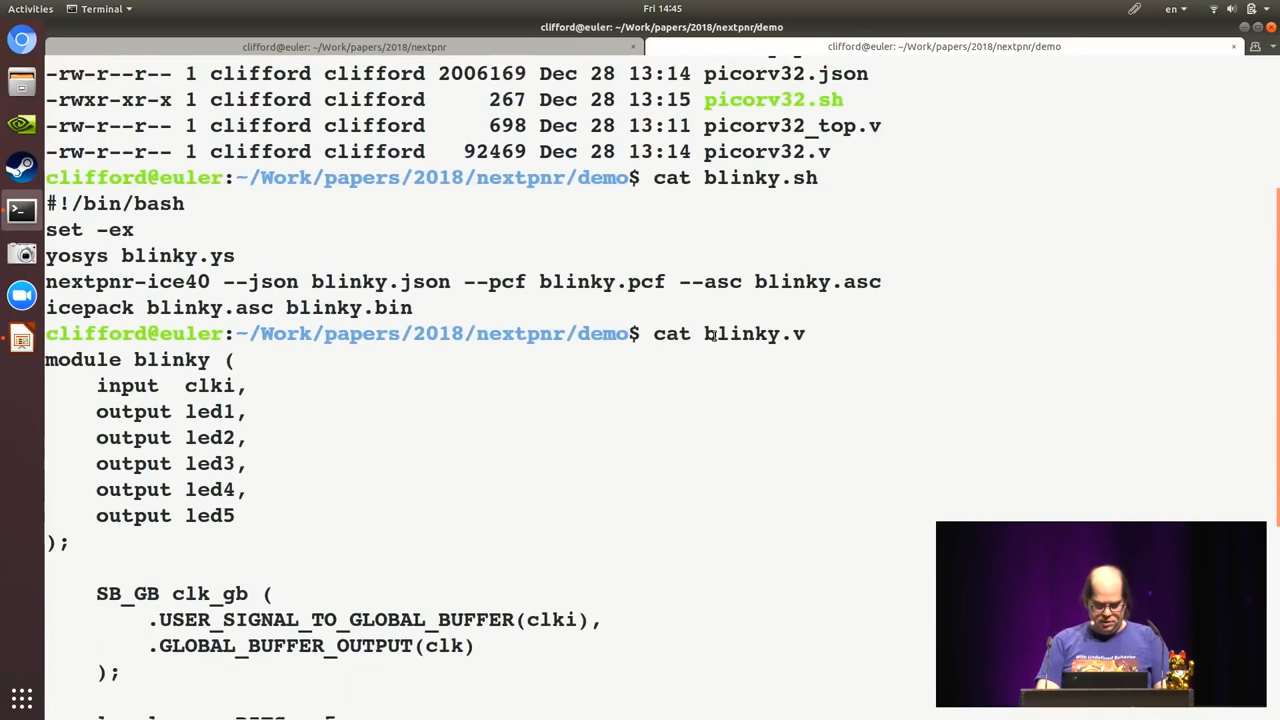 Activities Terminal Fri 14:45 en
clifford@euler: ~/Work/papers/2018/nextpnr/demo
clifford@euler: ~/Work/papers/2018/nextpnr × clifford@euler: ~/Work/papers/2018/nextpnr/demo ×
-rw-r--r-- 1 clifford clifford 2006169 Dec 28 13:14 picorv32.json
-rwxr-xr-x 1 clifford clifford 267 Dec 28 13:15 picorv32.sh
-rw-r--r-- 1 clifford clifford 698 Dec 28 13:11 picorv32_top.v
-rw-r--r-- 1 clifford clifford 92469 Dec 28 13:14 picorv32.v
clifford@euler:~/Work/papers/2018/nextpnr/demo$ cat blinky.sh
#!/bin/bash
set -ex
yosys blinky.ys
nextpnr-ice40 --json blinky.json --pcf blinky.pcf --asc blinky.asc
icepack blinky.asc blinky.bin
clifford@euler:~/Work/papers/2018/nextpnr/demo$ cat blinky.v
module blinky (
input clki,
output led1,
output led2,
output led3,
output led4,
output led5
);
SB_GB clk_gb (
.USER_SIGNAL_TO_GLOBAL_BUFFER(clki),
.GLOBAL_BUFFER_OUTPUT(clk)
);
With Undefined Behavior